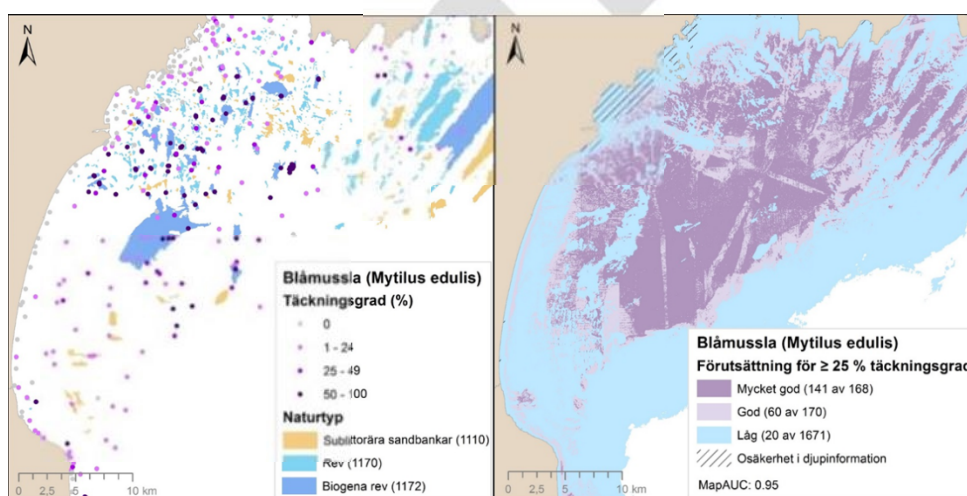 N
Blåmussla (Mytilus edulis)
Täckningsgrad (%)
0
1 - 24
25 - 49
50 - 100
Naturtyp
Sublittorära sandbankar (1110)
Rev (1170)
Biogena rev (1172)
0 2,5 5 10 km
N
Blåmussla (Mytilus edulis)
Förutsättning för ≥ 25 % täckningsgrad
Mycket god (141 av 168)
God (60 av 170)
Låg (20 av 1671)
Osäkerhet i djupinformation
MapAUC: 0.95
0 2,5 5 10 km